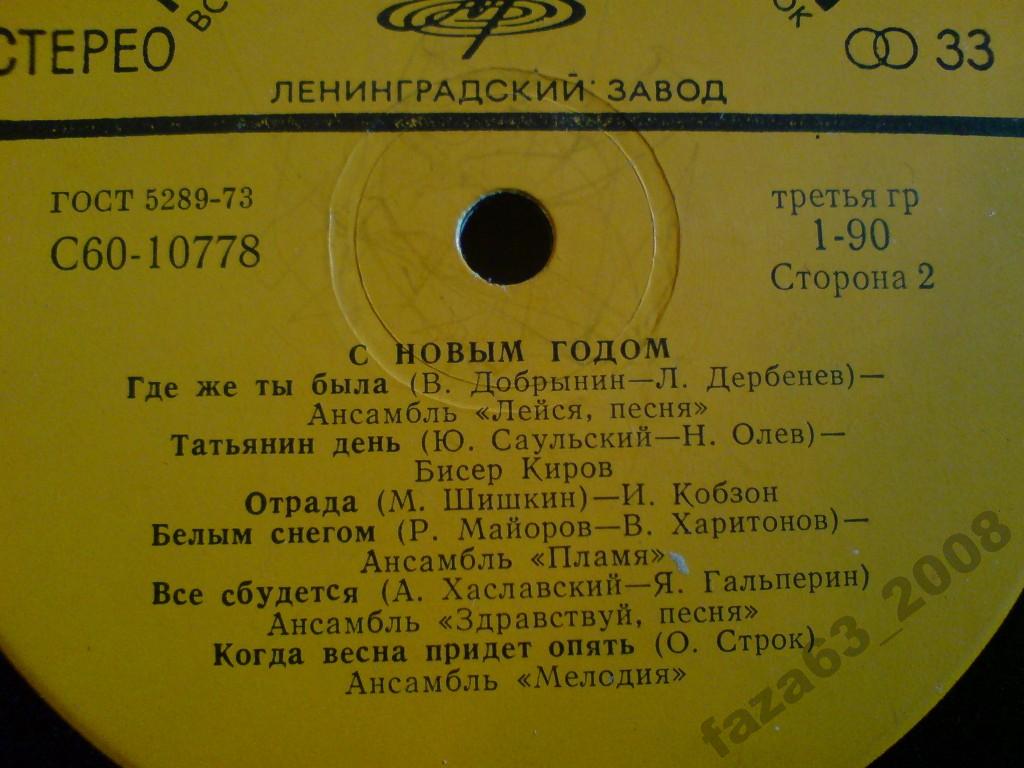 СТЕРЕО
33
ЛЕНИНГРАДСКИЙ ЗАВОД
ГОСТ 5289-73
С60-10778
третья гр
1-90
Сторона 2
С НОВЫМ ГОДОМ
Где же ты была (В. Добрынин—Л. Дербенев)—
Ансамбль «Лейся, песня»
Татьянин день (Ю. Саульский—Н. Олев)—
Бисер Киров
Отрада (М. Шишкин)—И. Кобзон
Белым снегом (Р. Майоров—В. Харитонов)—
Ансамбль «Пламя»
Все сбудется (А. Хаславский—Я. Гальперин)
Ансамбль «Здравствуй, песня»
Когда весна придет опять (О. Строк)
Ансамбль «Мелодия»
faza63_2008